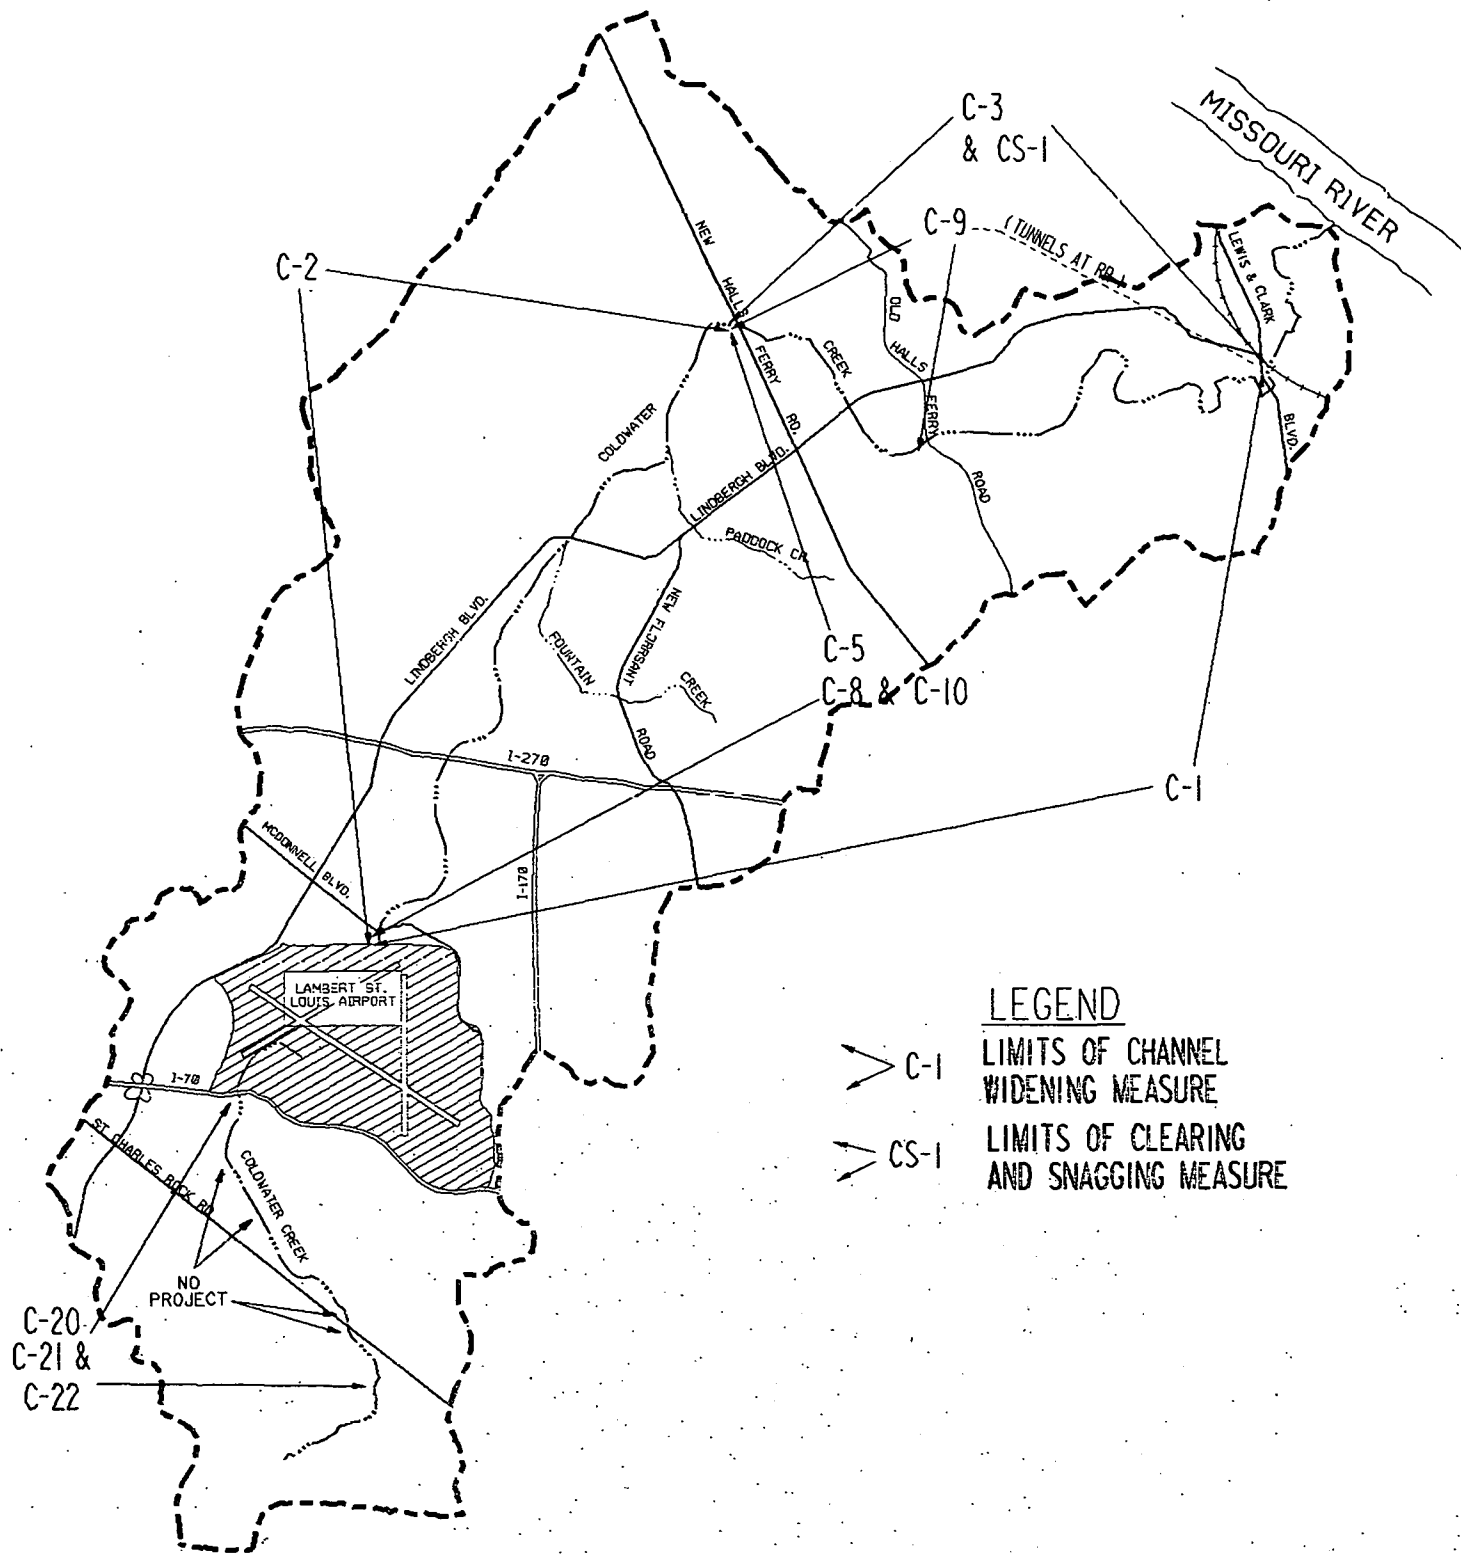 C-3
& CS-1
MISSOURI RIVER
C-9
(TUNNELS AT RD.)
LEWIS & CLARK
BLVD.
C-2
NEW
HALLS
FERRY
RD.
OLD
HALLS
FERRY
ROAD
CREEK
COLDWATER
LINDBERGH BLVD.
PADDOCK CR.
LINDBERGH BLVD.
NEW FLORRSANT
ROAD
FOUNTAIN
CREEK
C-5
C-8 & C-10
C-1
I-270
MCDONNELL BLVD.
I-170
LAMBERT ST.
LOUIS AIRPORT
I-70
ST CHARLES ROCK RD
COLDWATER CREEK
NO
PROJECT
C-20
C-21 &
C-22
LEGEND
C-1
LIMITS OF CHANNEL
WIDENING MEASURE
CS-1
LIMITS OF CLEARING
AND SNAGGING MEASURE